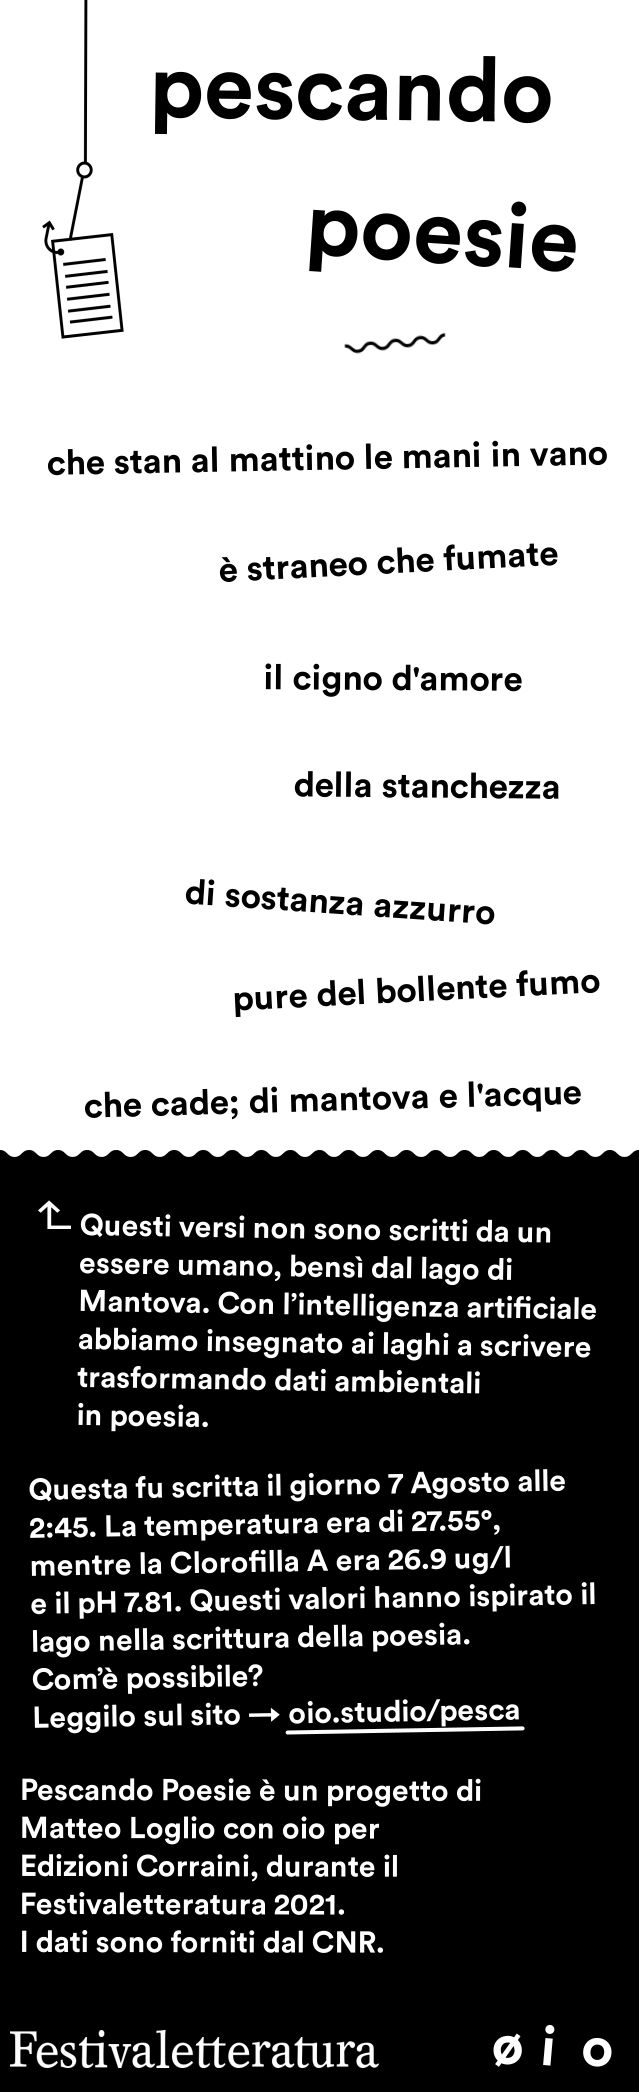 pescando
poesie
che stan al mattino le mani in vano
è straneo che fumate
il cigno d'amore
della stanchezza
di sostanza azzurro
pure del bollente fumo
che cade; di mantova e l'acque
Questi versi non sono scritti da un
essere umano, bensì dal lago di
Mantova. Con l’intelligenza artificiale
abbiamo insegnato ai laghi a scrivere
trasformando dati ambientali
in poesia.
Questa fu scritta il giorno 7 Agosto alle
2:45. La temperatura era di 27.55°,
mentre la Clorofilla A era 26.9 ug/l
e il pH 7.81. Questi valori hanno ispirato il
lago nella scrittura della poesia.
Com’è possibile?
Leggilo sul sito → oio.studio/pesca
Pescando Poesie è un progetto di
Matteo Loglio con oio per
Edizioni Corraini, durante il
Festivaletteratura 2021.
I dati sono forniti dal CNR.
Festivaletteratura øio